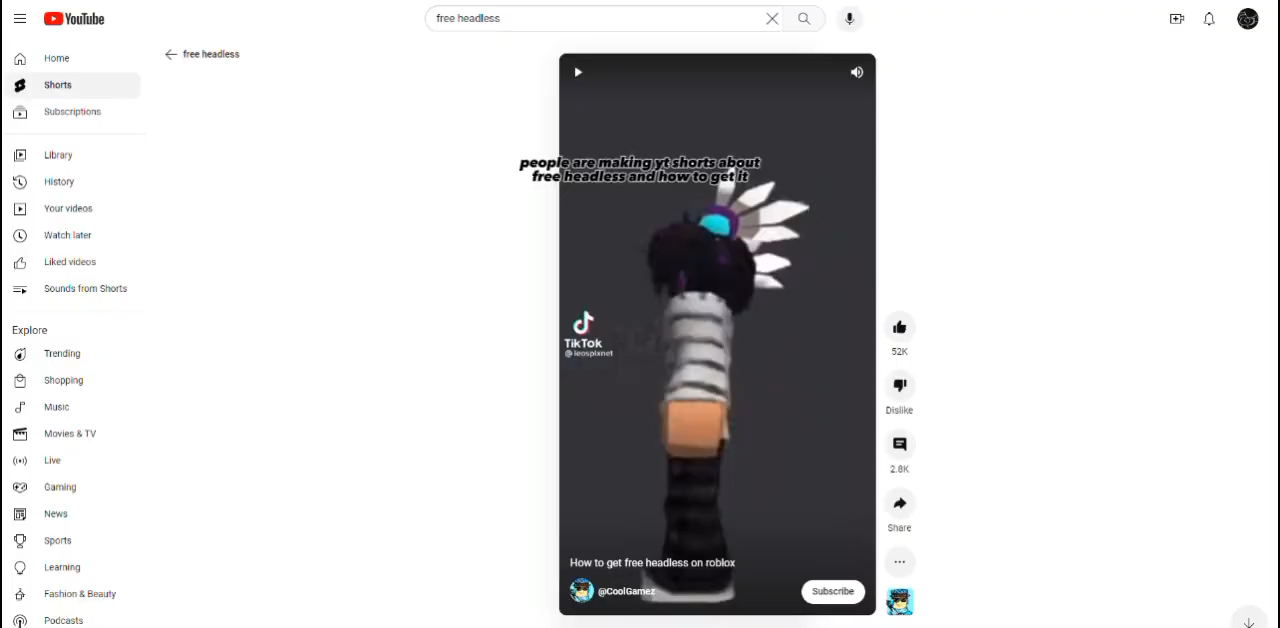 YouTube
free headless
Home
free headless
Shorts
Subscriptions
people are making yt shorts about
free headless and how to get it
Library
History
Your videos
Watch later
Liked videos
Sounds from Shorts
Explore
Trending
TikTok
@leospixnet
52K
Shopping
Dislike
Music
Movies & TV
Live
2.8K
Gaming
News
Share
Sports
How to get free headless on roblox
Learning
@CoolGamez
Subscribe
Fashion & Beauty
Podcasts